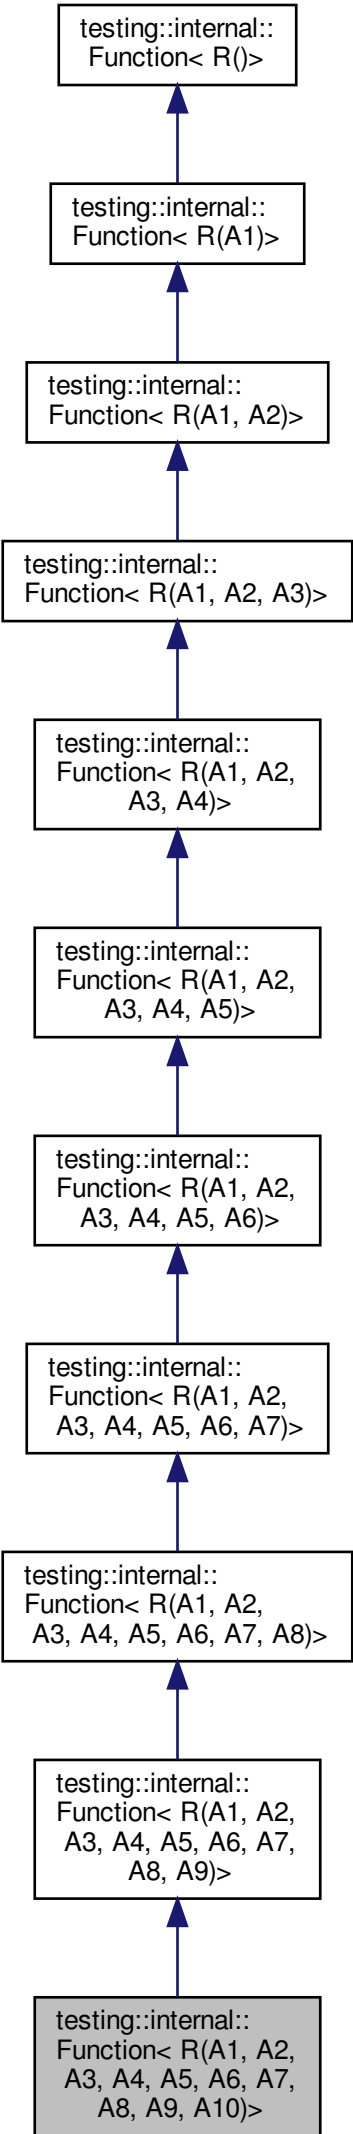 testing::internal::
Function< R()>
testing::internal::
Function< R(A1)>
testing::internal::
Function< R(A1, A2)>
testing::internal::
Function< R(A1, A2, A3)>
testing::internal::
Function< R(A1, A2,
A3, A4)>
testing::internal::
Function< R(A1, A2,
A3, A4, A5)>
testing::internal::
Function< R(A1, A2,
A3, A4, A5, A6)>
testing::internal::
Function< R(A1, A2,
A3, A4, A5, A6, A7)>
testing::internal::
Function< R(A1, A2,
A3, A4, A5, A6, A7, A8)>
testing::internal::
Function< R(A1, A2,
A3, A4, A5, A6, A7,
A8, A9)>
testing::internal::
Function< R(A1, A2,
A3, A4, A5, A6, A7,
A8, A9, A10)>